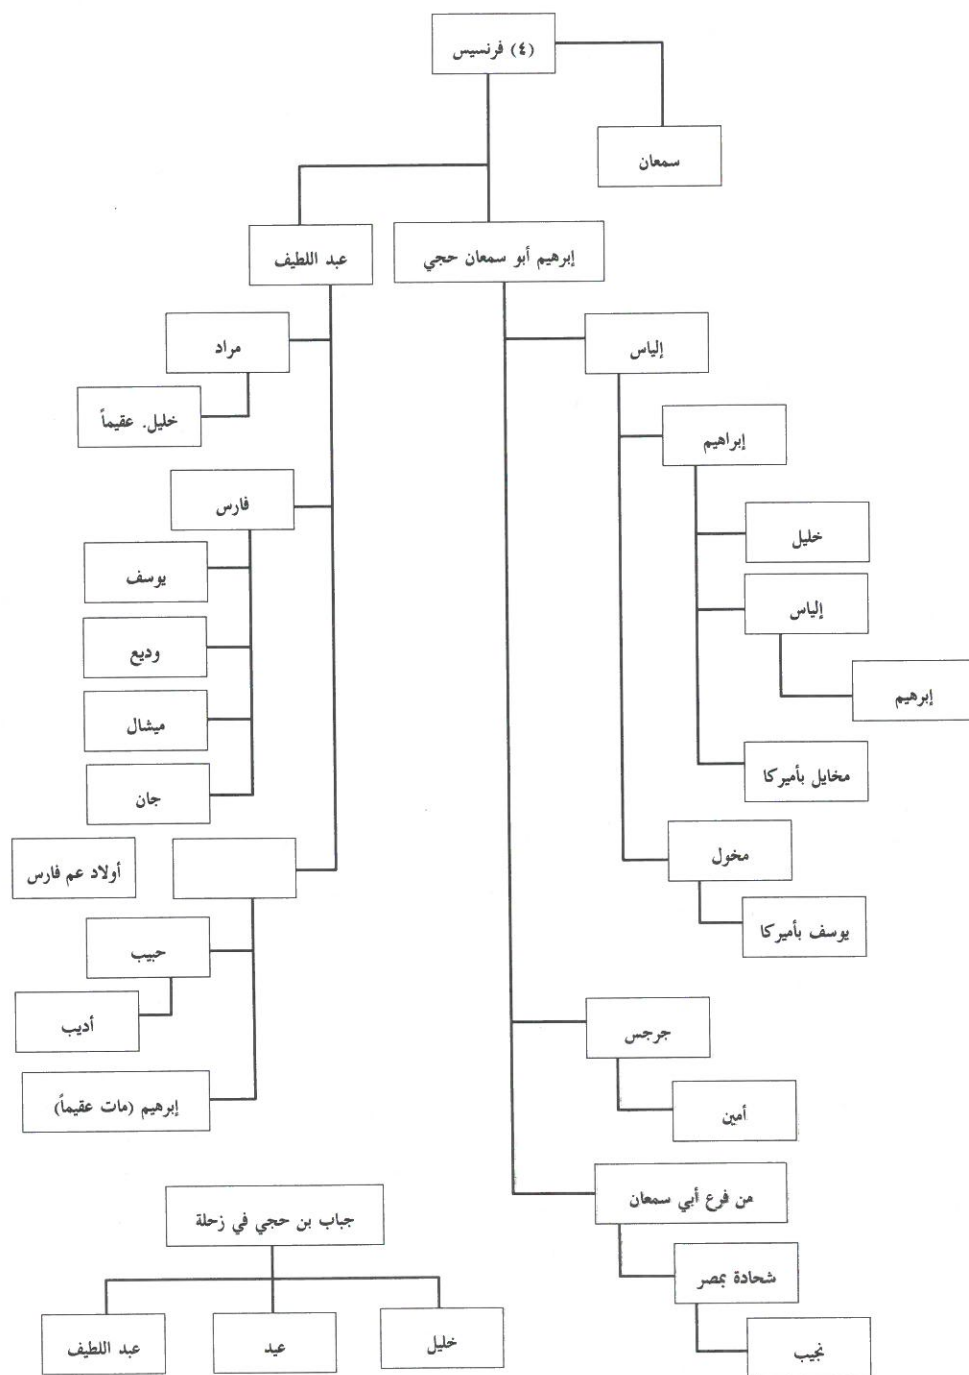 (٤) فرنسيس
سمعان
إبرهيم أبو سمعان حجي
عبد اللطيف
إلياس
مراد
إبراهيم
خليل. عقيماً
خليل
فارس
إلياس
يوسف
إبرهيم
وديع
مخايل بأميركا
ميشال
جان
مخول
أولاد عم فارس
يوسف بأميركا
حبيب
جرجس
أديب
أمين
إبرهيم (مات عقيماً)
من فرع أبي سمعان
جباب بن حجي في زحلة
شحادة بمصر
خليل
عيد
عبد اللطيف
نجيب